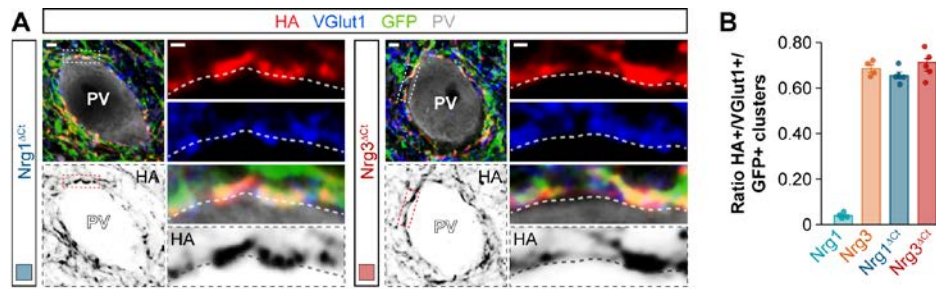 A
HA VGlut1 GFP PV
Nrg1ΔCt
PV
HA
PV
HA
Nrg3ΔCt
PV
HA
PV
HA
B
Ratio HA+/VGlut1+/
GFP+ clusters
0.80
0.60
0.40
0.20
0
Nrg1
Nrg3
Nrg1ΔCt
Nrg3ΔCt